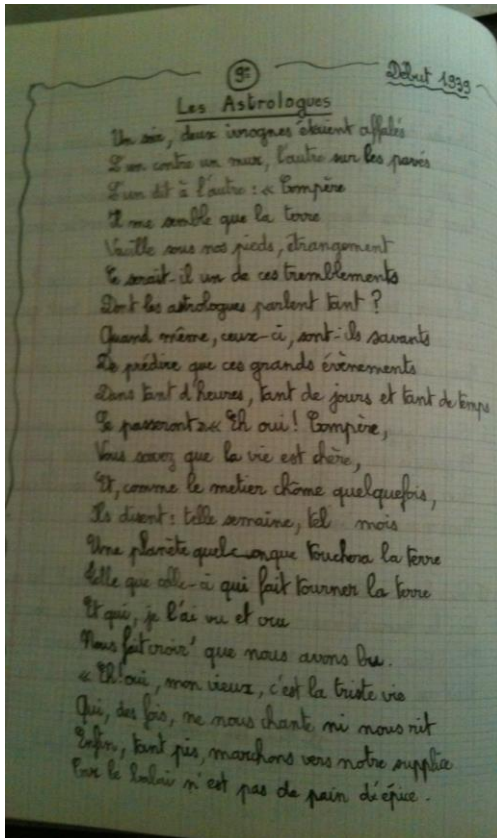 9:
Début 1939
Les Astrologues
Un soir, deux ivrognes étaient affalés
L'un contre un mur, l'autre sur les pavés
L'un dit à l'autre : « Compère
Il me semble que la terre
Vacille sous nos pieds, étrangement
Ce serait-il un de ces tremblements
Dont les astrologues parlent tant ?
Quand même, ceux-ci, sont-ils savants
De prédire que ces grands évènements
Dans tant d'heures, tant de jours et tant de temps
Se passeront »« Eh oui ! Compère,
Vous savez que la vie est chère,
Et, comme le metier chôme quelquefois,
Ils disent : telle semaine, tel mois
Une planète quelconque touchera la terre
Telle que celle-ci qui fait tourner la terre
Et qui, je l'ai vu et cru
Nous fait croir' que nous avons bu.
« Eh! oui, mon vieux, c'est la triste vie
Qui, des fois, ne nous chante ni nous rit
Enfin, tant pis, marchons vers notre supplice
Car le balai n'est pas de pain d'épice.